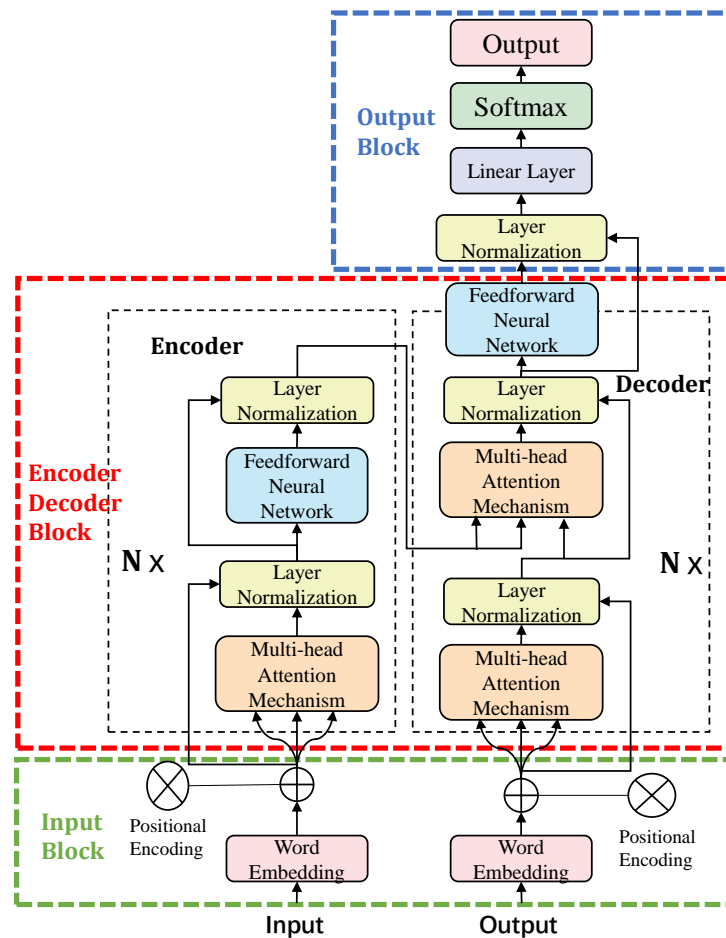 Output
Softmax
Output
Block
Linear Layer
Layer
Normalization
Feedforward
Neural
Network
Encoder
Decoder
Layer
Normalization
Layer
Normalization
Feedforward
Neural
Network
Multi-head
Attention
Mechanism
Encoder
Decoder
Block
N x
N x
Layer
Normalization
Layer
Normalization
Multi-head
Attention
Mechanism
Multi-head
Attention
Mechanism
Input
Block
Positional
Encoding
Positional
Encoding
Word
Embedding
Word
Embedding
Input
Output